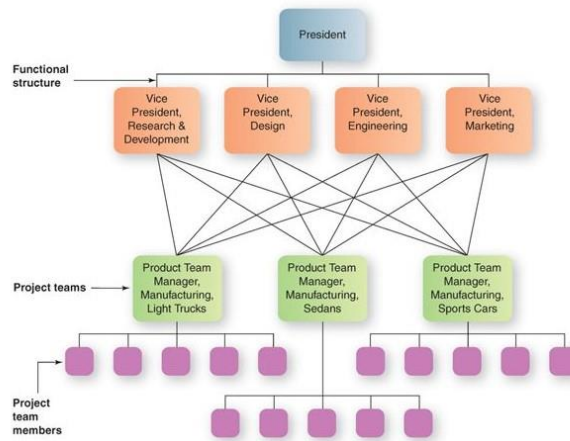 President
Functional
structure
Vice
President,
Research &
Development
Vice
President,
Design
Vice
President,
Engineering
Vice
President,
Marketing
Project teams
Product Team
Manager,
Manufacturing,
Light Trucks
Product Team
Manager,
Manufacturing,
Sedans
Product Team
Manager,
Manufacturing,
Sports Cars
Project
team
members